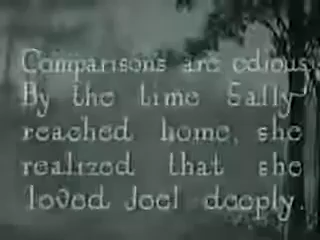 Comparisons are odious
By the time Sally
reached home, she
realized that she
loved Joel deeply.